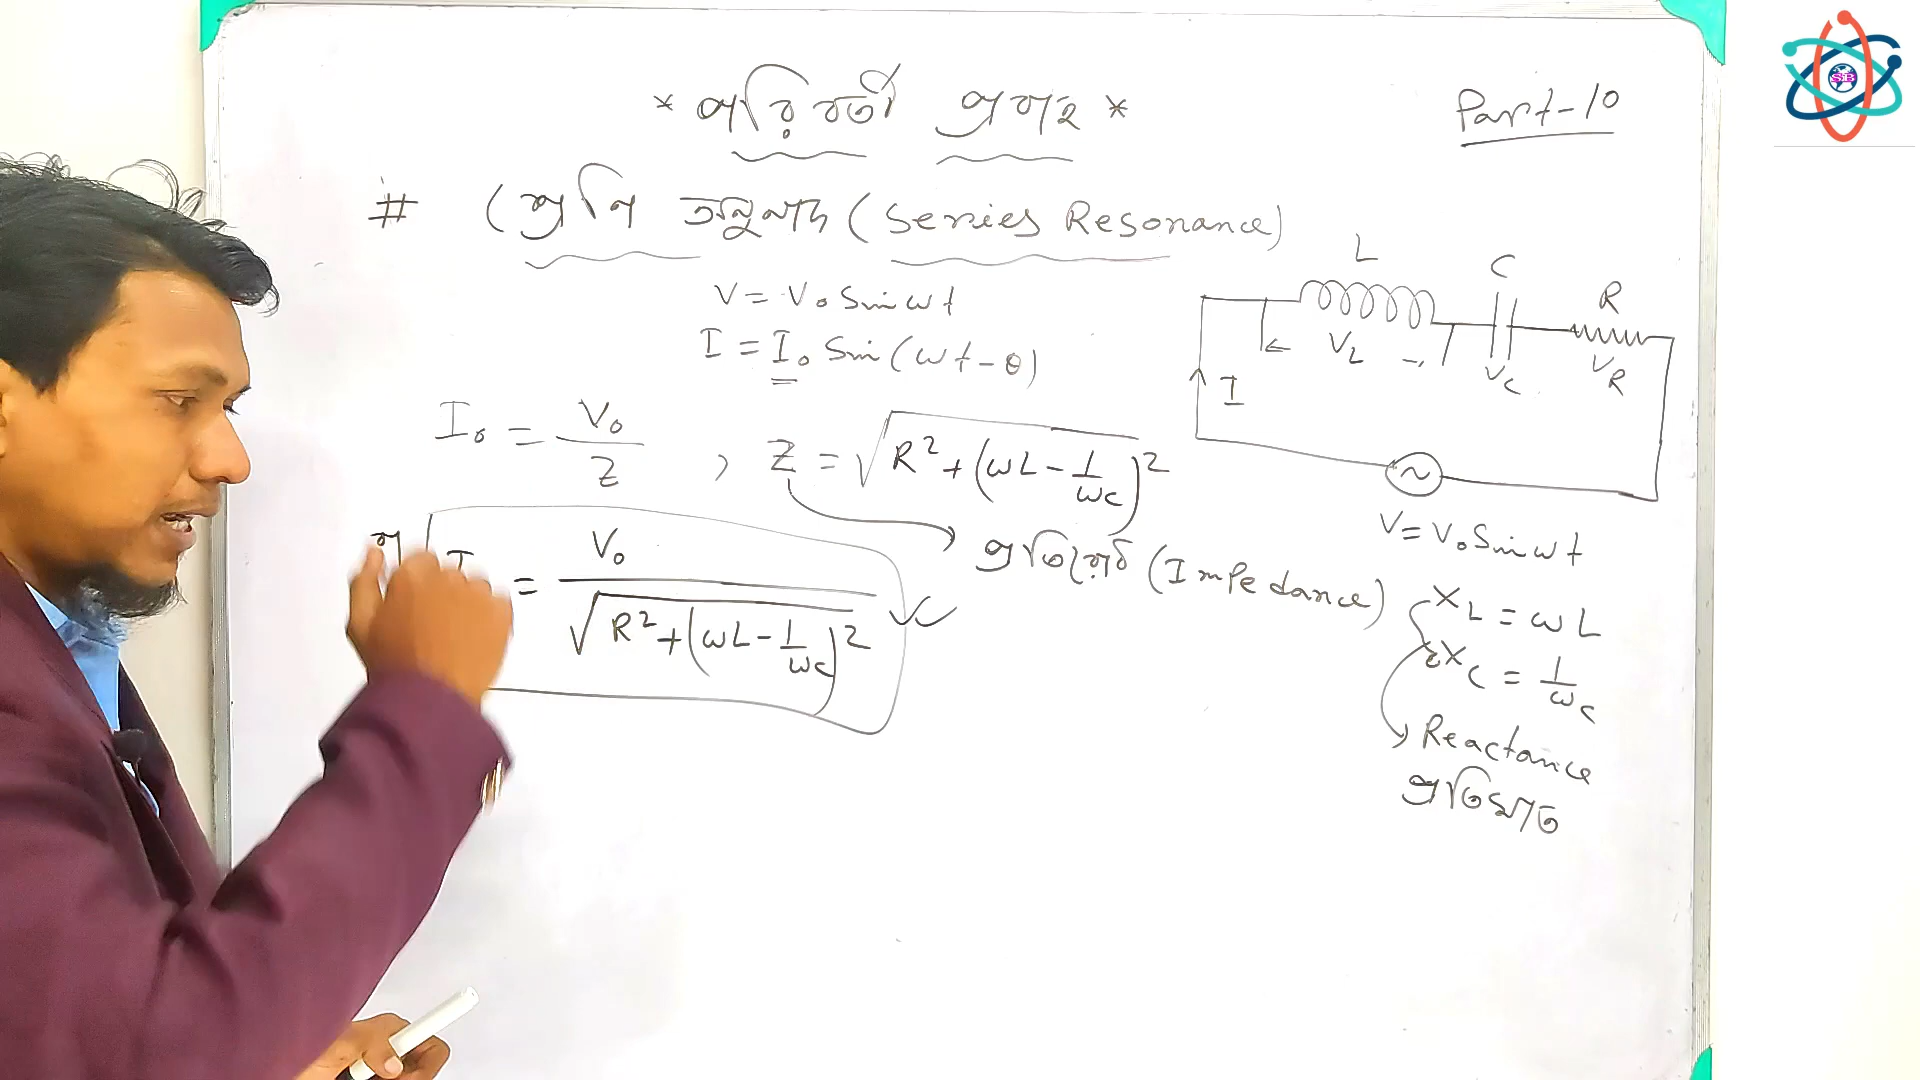 * পরিবর্তী প্রবাহ *
Part-10
# শ্রেণি অনুনাদ (Series Resonance)
V = V₀ Sin ωt
I = I₀ Sin (ωt - θ)
I₀ = V₀/Z , Z = √(R² + (ωL - 1/ωC)²)
= V₀/√(R² + (ωL - 1/ωC)²)
(Impedance)
L
C
R
V_L
V_C
V_R
I
~
V = V₀ Sin ωt
X_L = ωL
X_C = 1/ωC
Reactance
SB